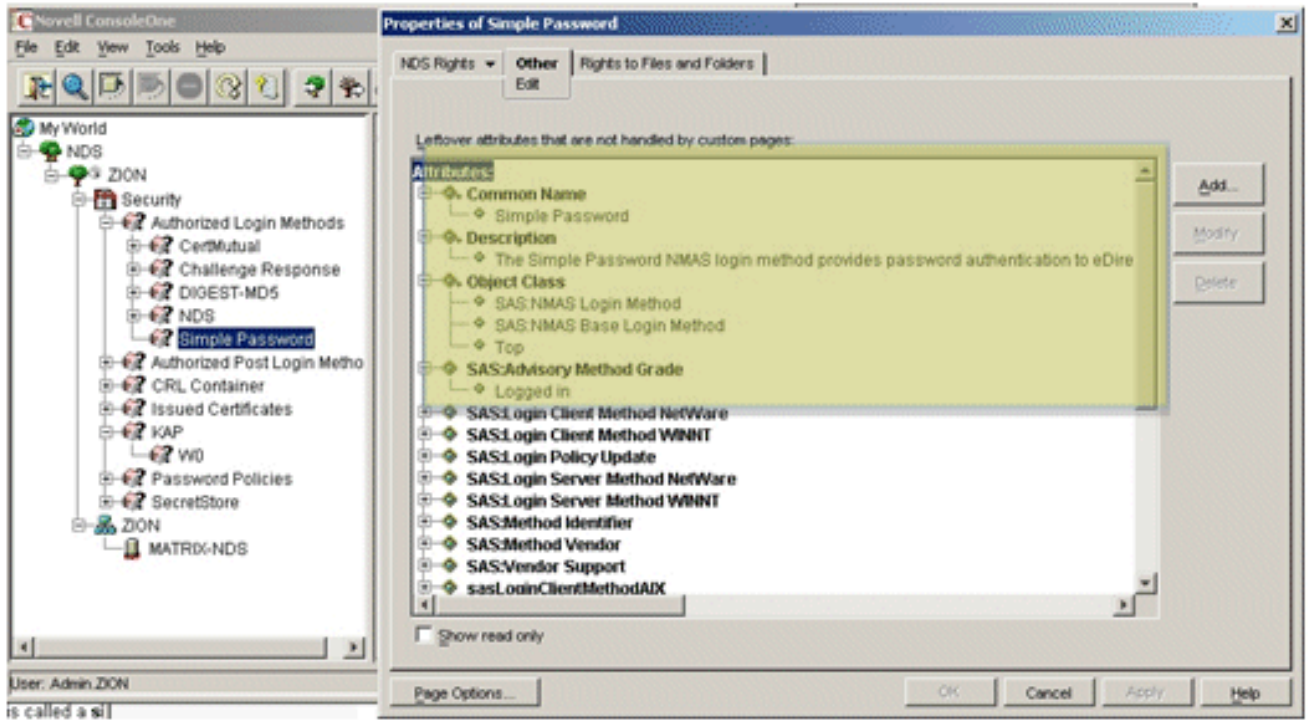 Novell ConsoleOne
File Edit View Tools Help
My World
NDS
ZION
Security
Authorized Login Methods
CertMutual
Challenge Response
DIGEST-MD5
NDS
Simple Password
Authorized Post Login Metho
CRL Container
Issued Certificates
KAP
W0
Password Policies
SecretStore
ZION
MATRIX-NDS
User: Admin.ZION
is called a si
Properties of Simple Password
NDS Rights Other Rights to Files and Folders
Edit
Leftover attributes that are not handled by custom pages:
Attributes:
Common Name
Simple Password
Description
The Simple Password NMAS login method provides password authentication to eDire
Object Class
SAS:NMAS Login Method
SAS:NMAS Base Login Method
Top
SAS:Advisory Method Grade
Logged in
SAS:Login Client Method NetWare
SAS:Login Client Method WINNT
SAS:Login Policy Update
SAS:Login Server Method NetWare
SAS:Login Server Method WINNT
SAS:Method Identifier
SAS:Method Vendor
SAS:Vendor Support
sasLoginClientMethodAIX
Add...
Modify
Delete
Show read only
Page Options... OK Cancel Apply Help